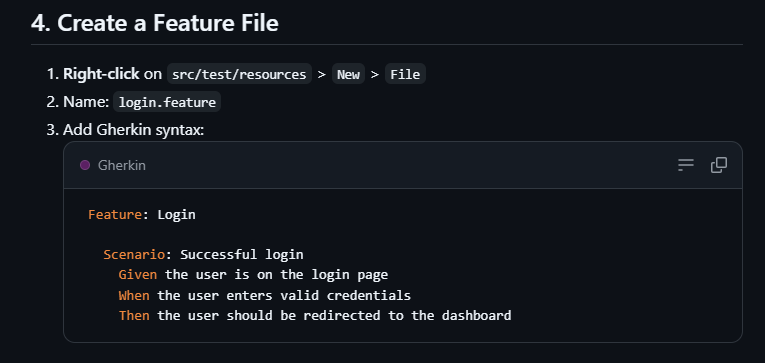 4. Create a Feature File
1. Right-click on src/test/resources > New > File
2. Name: login.feature
3. Add Gherkin syntax:
Gherkin
Feature: Login
Scenario: Successful login
Given the user is on the login page
When the user enters valid credentials
Then the user should be redirected to the dashboard